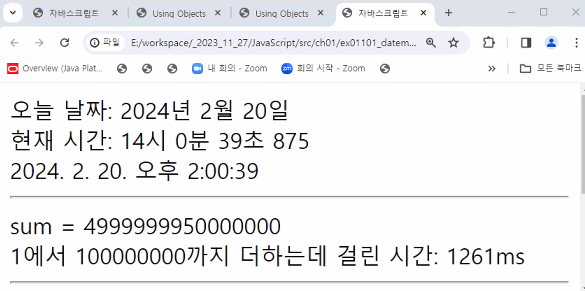 자바스크립트
Using Objects
Using Objects
자바스크립트
파일 E:/workspace/_2023_11_27/JavaScript/src/ch01/ex01101_datem...
Overview (Java Plat...
내 회의 - Zoom
회의 시작 - Zoom
모든 북마크
오늘 날짜: 2024년 2월 20일
현재 시간: 14시 0분 39초 875
2024. 2. 20. 오후 2:00:39
sum = 4999999950000000
1에서 100000000까지 더하는데 걸린 시간: 1261ms